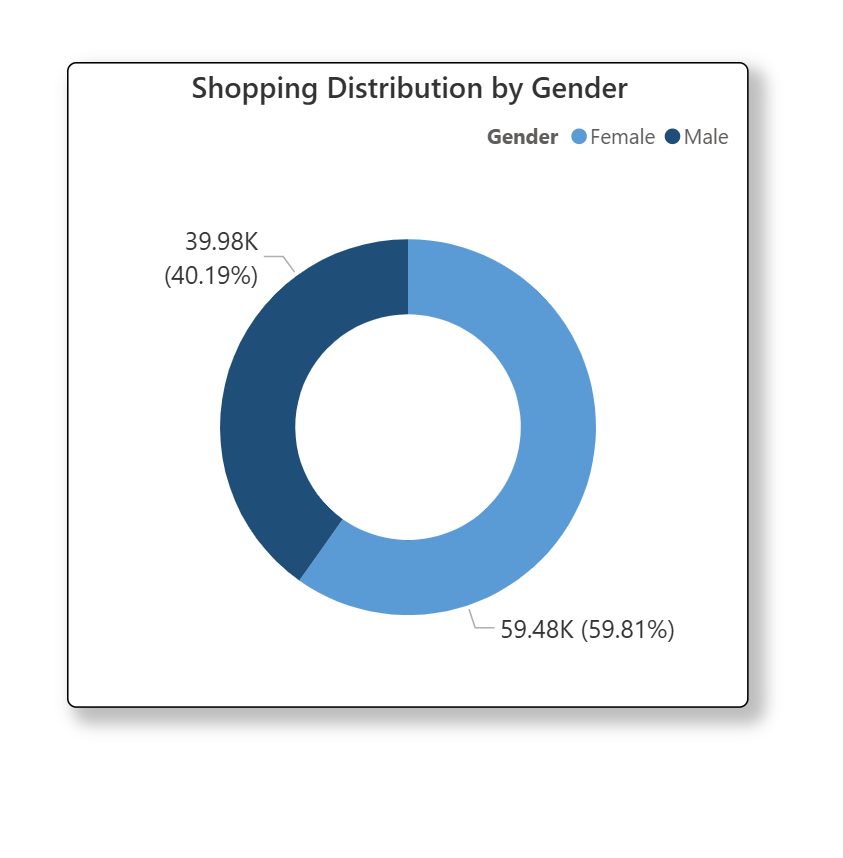 Shopping Distribution by Gender
Gender Female Male
39.98K
(40.19%)
59.48K (59.81%)